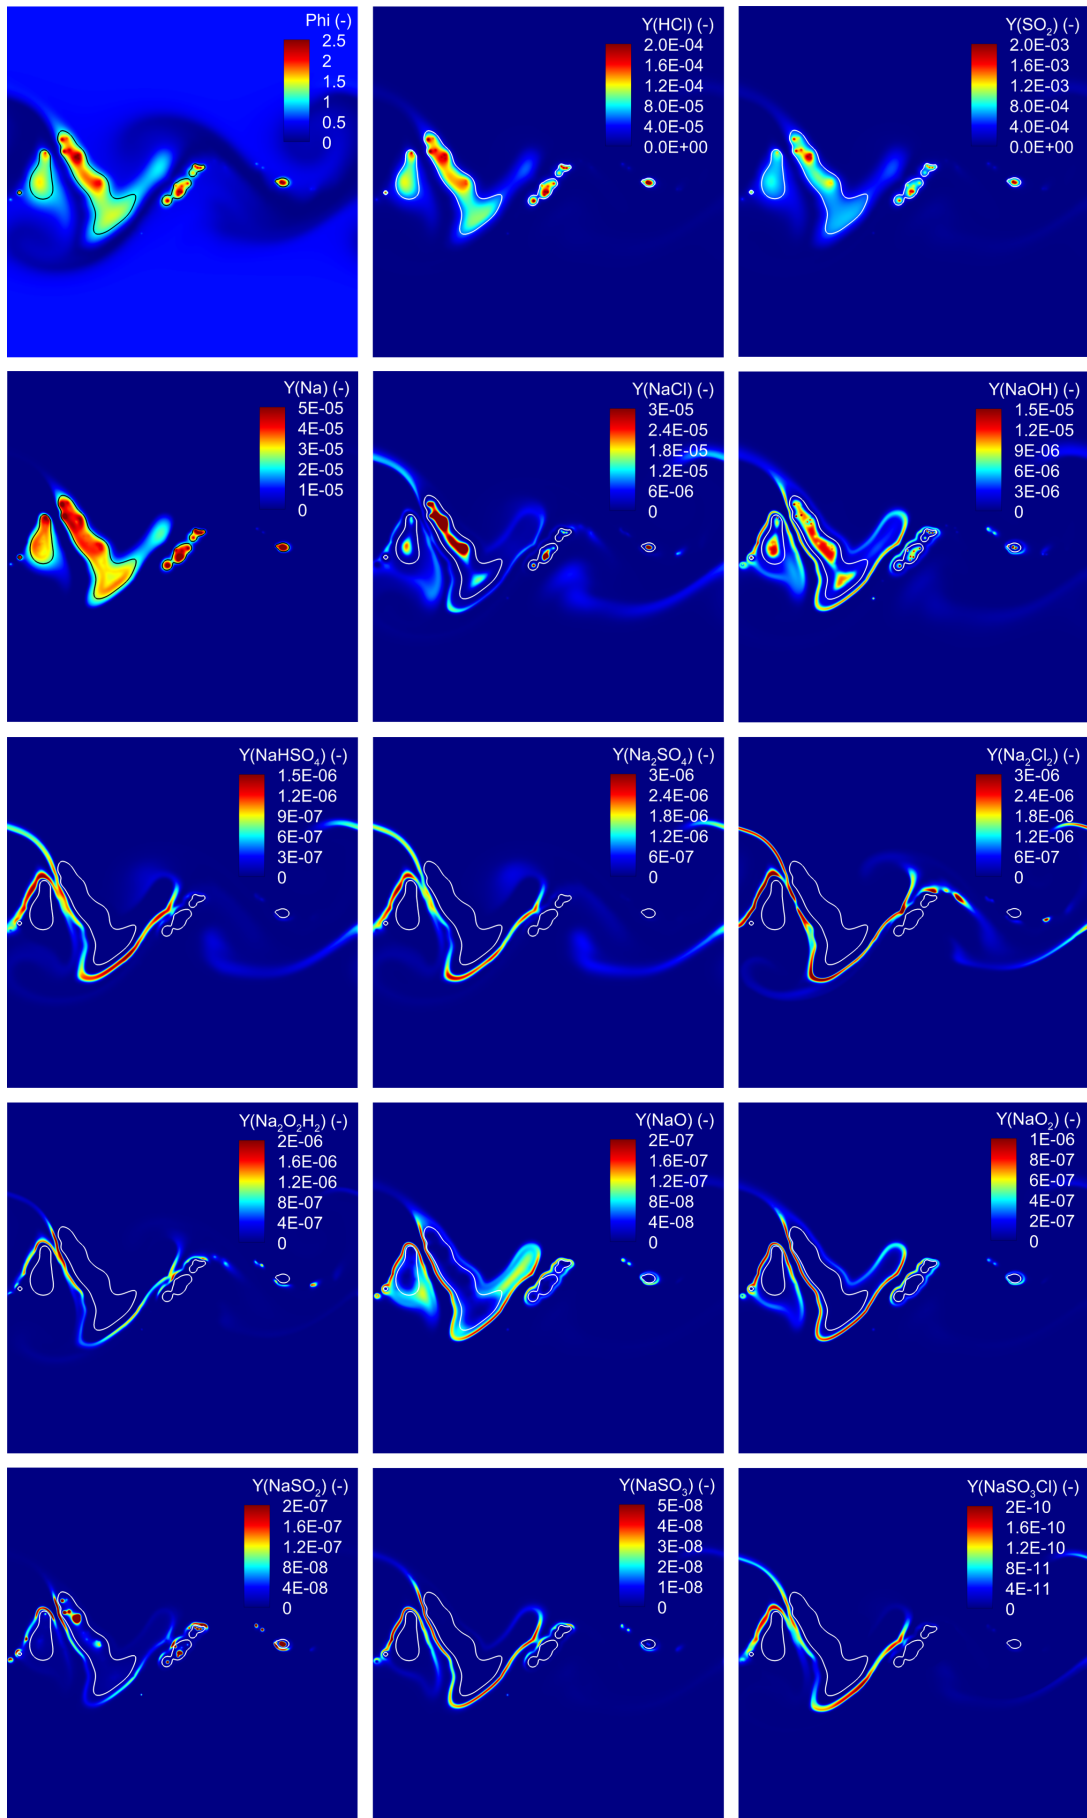 Phi (-)
2.5
2
1.5
1
0.5
0
Y(HCl) (-)
2.0E-04
1.6E-04
1.2E-04
8.0E-05
4.0E-05
0.0E+00
Y(SO₂) (-)
2.0E-03
1.6E-03
1.2E-03
8.0E-04
4.0E-04
0.0E+00
Y(Na) (-)
5E-05
4E-05
3E-05
2E-05
1E-05
0
Y(NaCl) (-)
3E-05
2.4E-05
1.8E-05
1.2E-05
6E-06
0
Y(NaOH) (-)
1.5E-05
1.2E-05
9E-06
6E-06
3E-06
0
Y(NaHSO₄) (-)
1.5E-06
1.2E-06
9E-07
6E-07
3E-07
0
Y(Na₂SO₄) (-)
3E-06
2.4E-06
1.8E-06
1.2E-06
6E-07
0
Y(Na₂Cl₂) (-)
3E-06
2.4E-06
1.8E-06
1.2E-06
6E-07
0
Y(Na₂O₂H₂) (-)
2E-06
1.6E-06
1.2E-06
8E-07
4E-07
0
Y(NaO) (-)
2E-07
1.6E-07
1.2E-07
8E-08
4E-08
0
Y(NaO₂) (-)
1E-06
8E-07
6E-07
4E-07
2E-07
0
Y(NaSO₂) (-)
2E-07
1.6E-07
1.2E-07
8E-08
4E-08
0
Y(NaSO₃) (-)
5E-08
4E-08
3E-08
2E-08
1E-08
0
Y(NaSO₃Cl) (-)
2E-10
1.6E-10
1.2E-10
8E-11
4E-11
0